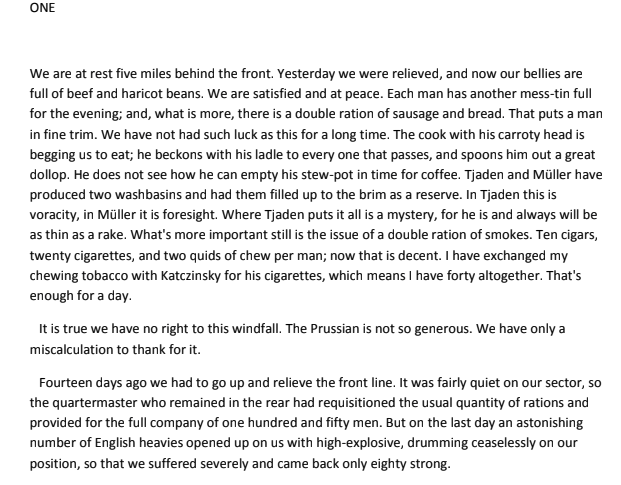 ONE
We are at rest five miles behind the front. Yesterday we were relieved, and now our bellies are
full of beef and haricot beans. We are satisfied and at peace. Each man has another mess-tin full
for the evening; and, what is more, there is a double ration of sausage and bread. That puts a man
in fine trim. We have not had such luck as this for a long time. The cook with his carroty head is
begging us to eat; he beckons with his ladle to every one that passes, and spoons him out a great
dollop. He does not see how he can empty his stew-pot in time for coffee. Tjaden and Müller have
produced two washbasins and had them filled up to the brim as a reserve. In Tjaden this is
voracity, in Müller it is foresight. Where Tjaden puts it all is a mystery, for he is and always will be
as thin as a rake. What's more important still is the issue of a double ration of smokes. Ten cigars,
twenty cigarettes, and two quids of chew per man; now that is decent. I have exchanged my
chewing tobacco with Katczinsky for his cigarettes, which means I have forty altogether. That's
enough for a day.
It is true we have no right to this windfall. The Prussian is not so generous. We have only a
miscalculation to thank for it.
Fourteen days ago we had to go up and relieve the front line. It was fairly quiet on our sector, so
the quartermaster who remained in the rear had requisitioned the usual quantity of rations and
provided for the full company of one hundred and fifty men. But on the last day an astonishing
number of English heavies opened up on us with high-explosive, drumming ceaselessly on our
position, so that we suffered severely and came back only eighty strong.